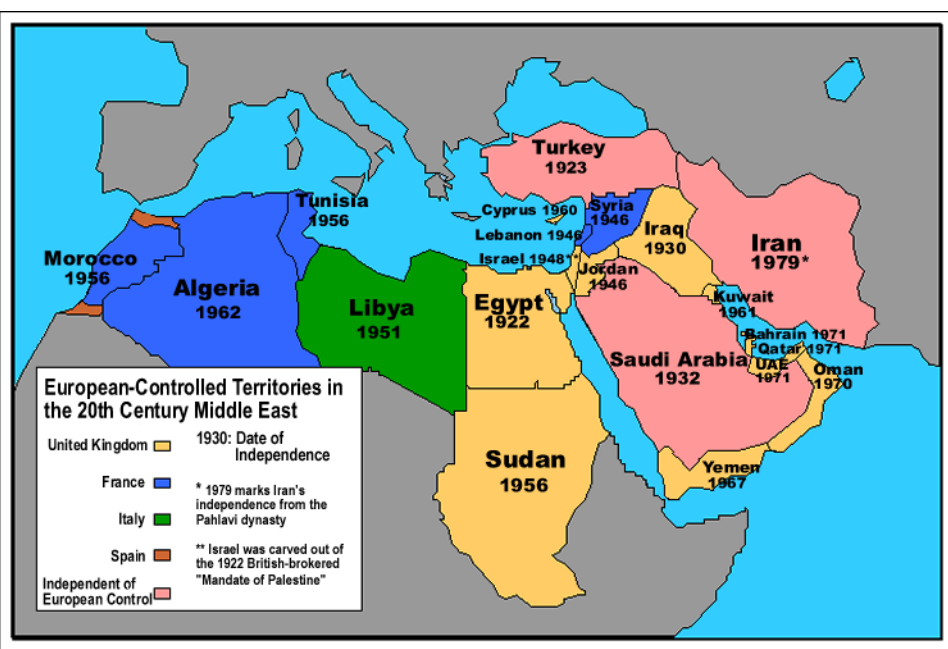 Turkey
1923
Tunisia
1956
Cyprus 1960
Syria
1946
Lebanon 1946
Iraq
1930
Morocco
1956
Israel 1948**
Iran
1979*
Jordan
1946
Algeria
1962
Libya
1951
Egypt
1922
Kuwait
1961
Bahrain 1971
Qatar 1971
Saudi Arabia
1932
UAE
1971
Oman
1970
Sudan
1956
Yemen
1967
European-Controlled Territories in
the 20th Century Middle East
United Kingdom
France
Italy
Spain
Independent of
European Control
1930: Date of
Independence
* 1979 marks Iran's
independence from the
Pahlavi dynasty
** Israel was carved out of
the 1922 British-brokered
"Mandate of Palestine"